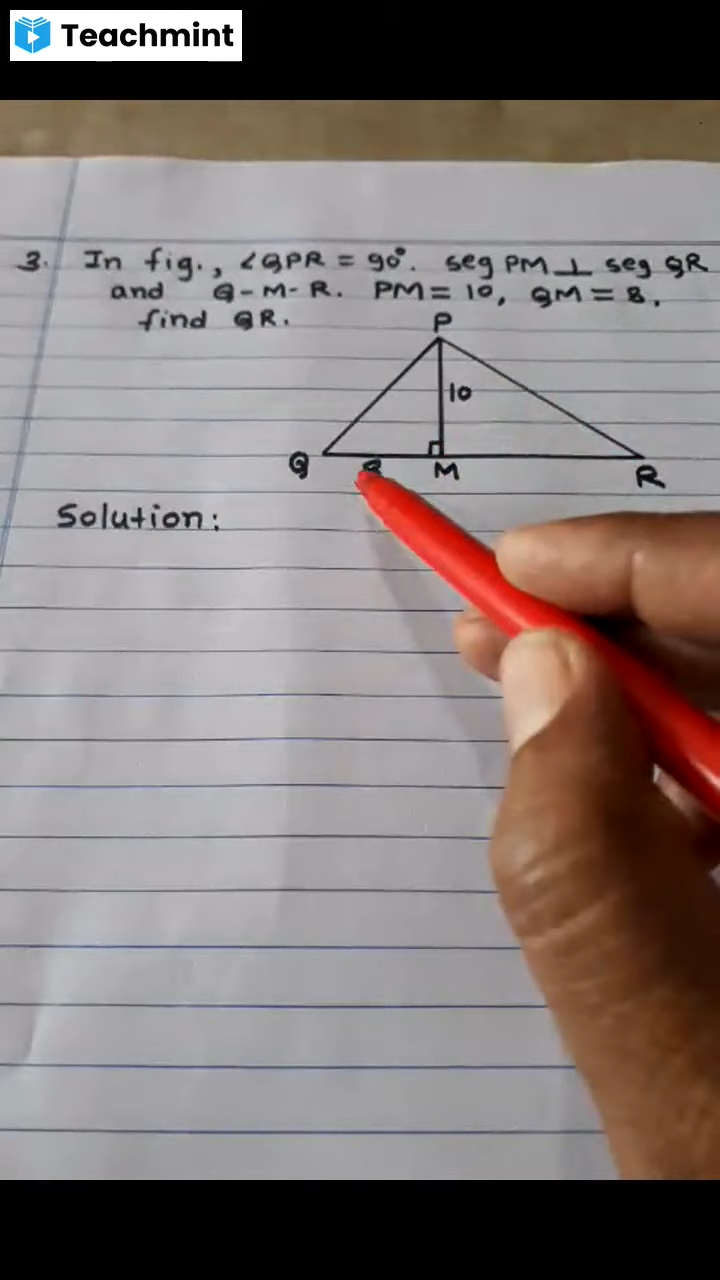 Teachmint
3. In fig., ∠QPR = 90°. seg PM ⊥ seg QR
and Q-M-R. PM = 10, QM = 8,
find QR.
P
10
Q 8 M R
Solution: